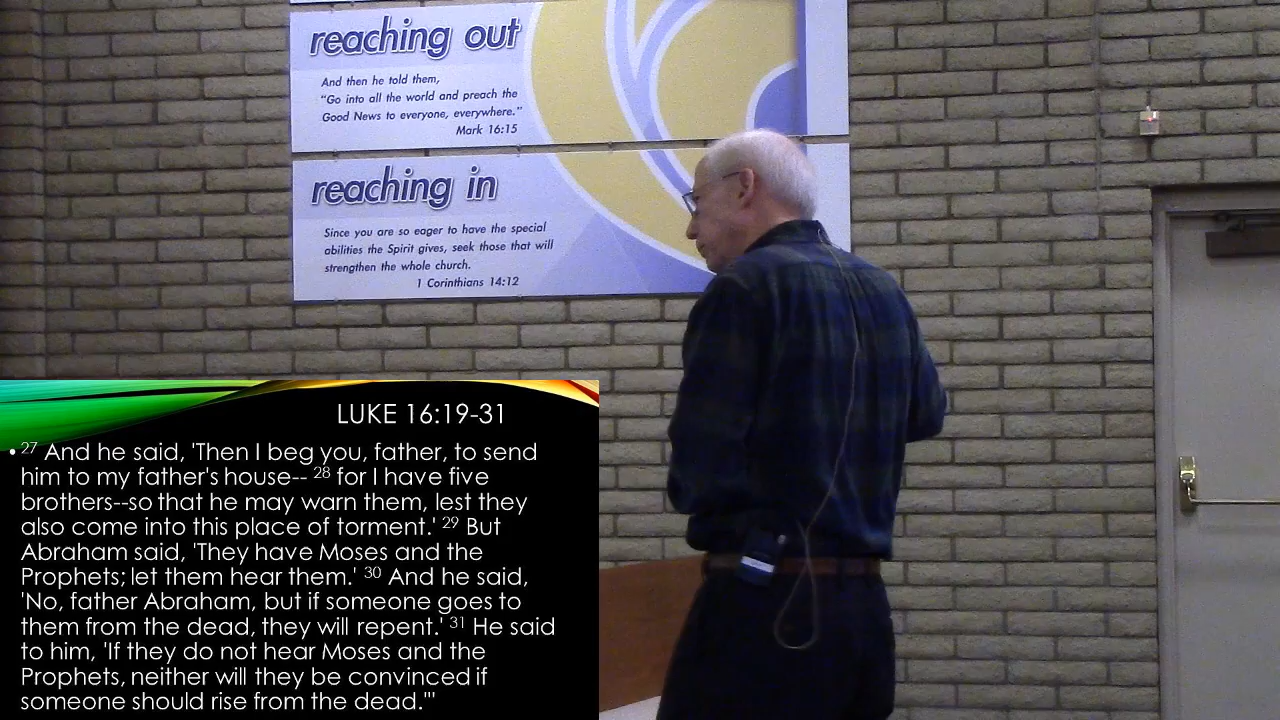 reaching out
And then he told them,
"Go into all the world and preach the
Good News to everyone, everywhere."
Mark 16:15
reaching in
Since you are so eager to have the special
abilities the Spirit gives, seek those that will
strengthen the whole church.
1 Corinthians 14:12
LUKE 16:19-31
• 27 And he said, 'Then I beg you, father, to send
him to my father's house-- 28 for I have five
brothers--so that he may warn them, lest they
also come into this place of torment.' 29 But
Abraham said, 'They have Moses and the
Prophets; let them hear them.' 30 And he said,
'No, father Abraham, but if someone goes to
them from the dead, they will repent.' 31 He said
to him, 'If they do not hear Moses and the
Prophets, neither will they be convinced if
someone should rise from the dead.'"